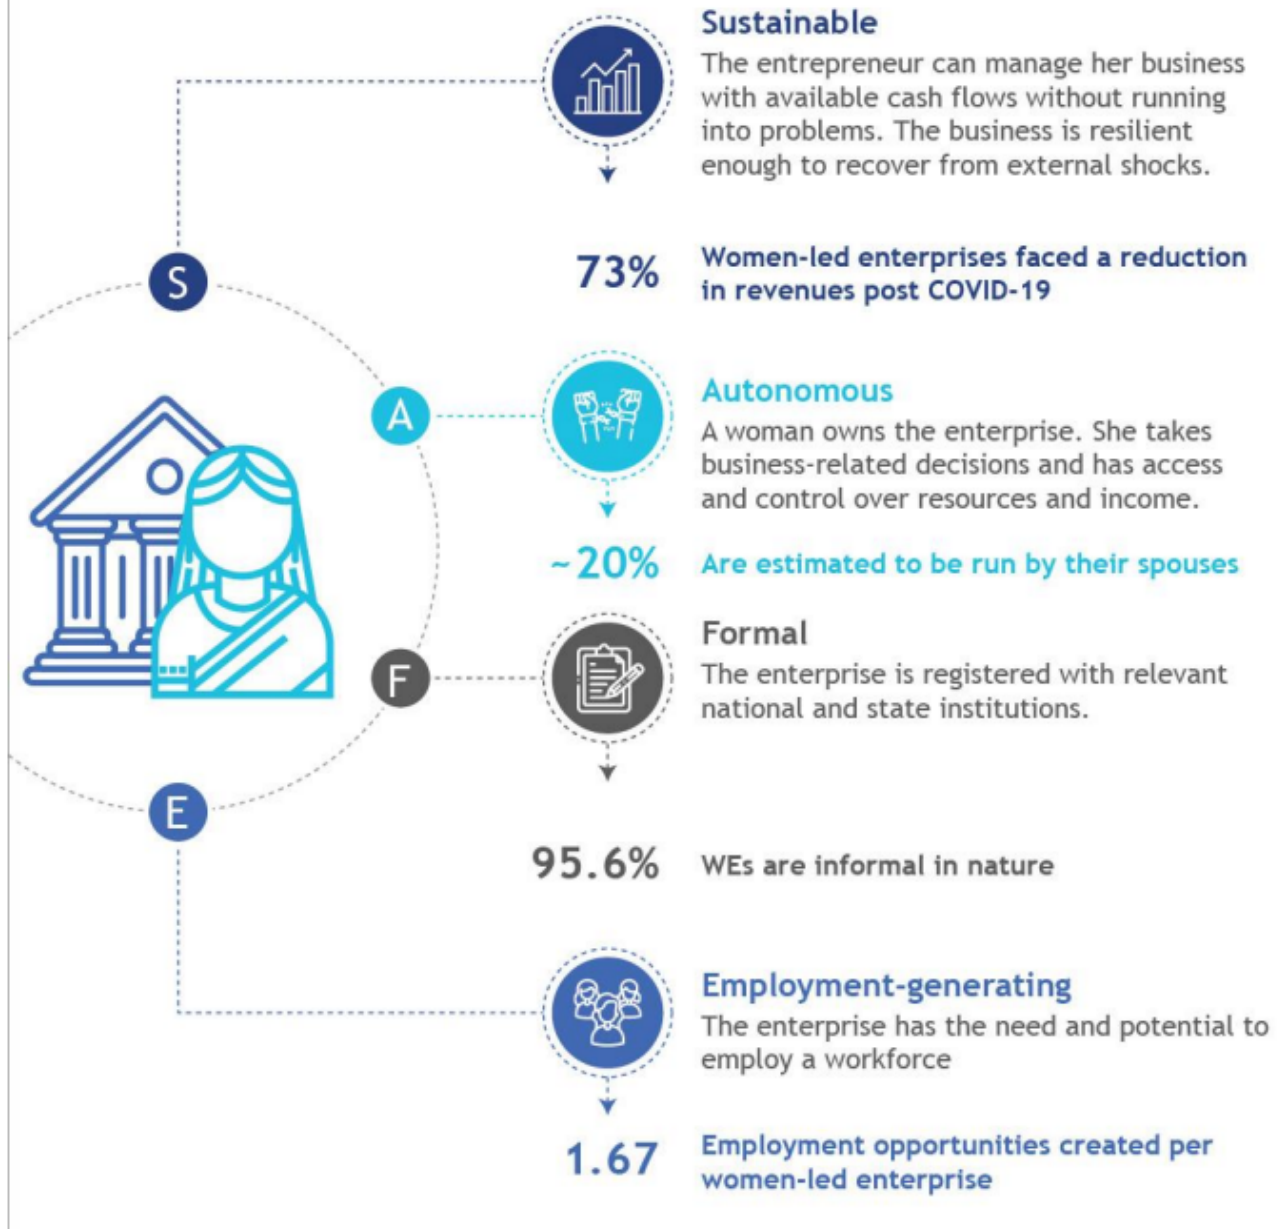 Sustainable
The entrepreneur can manage her business
with available cash flows without running
into problems. The business is resilient
enough to recover from external shocks.
73%
Women-led enterprises faced a reduction
in revenues post COVID-19
S
A
Autonomous
A woman owns the enterprise. She takes
business-related decisions and has access
and control over resources and income.
~20%
Are estimated to be run by their spouses
F
Formal
The enterprise is registered with relevant
national and state institutions.
95.6%
WEs are informal in nature
E
Employment-generating
The enterprise has the need and potential to
employ a workforce
1.67
Employment opportunities created per
women-led enterprise